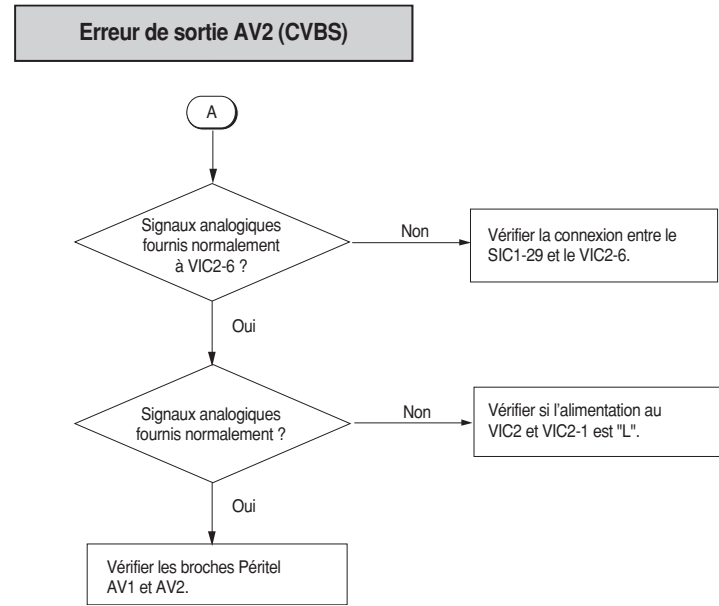 Erreur de sortie AV2 (CVBS)
A
Signaux analogiques
fournis normalement
à VIC2-6 ?
Non
Vérifier la connexion entre le
SIC1-29 et le VIC2-6.
Oui
Signaux analogiques
fournis normalement ?
Non
Vérifier si l'alimentation au
VIC2 et VIC2-1 est "L".
Oui
Vérifier les broches Péritel
AV1 et AV2.